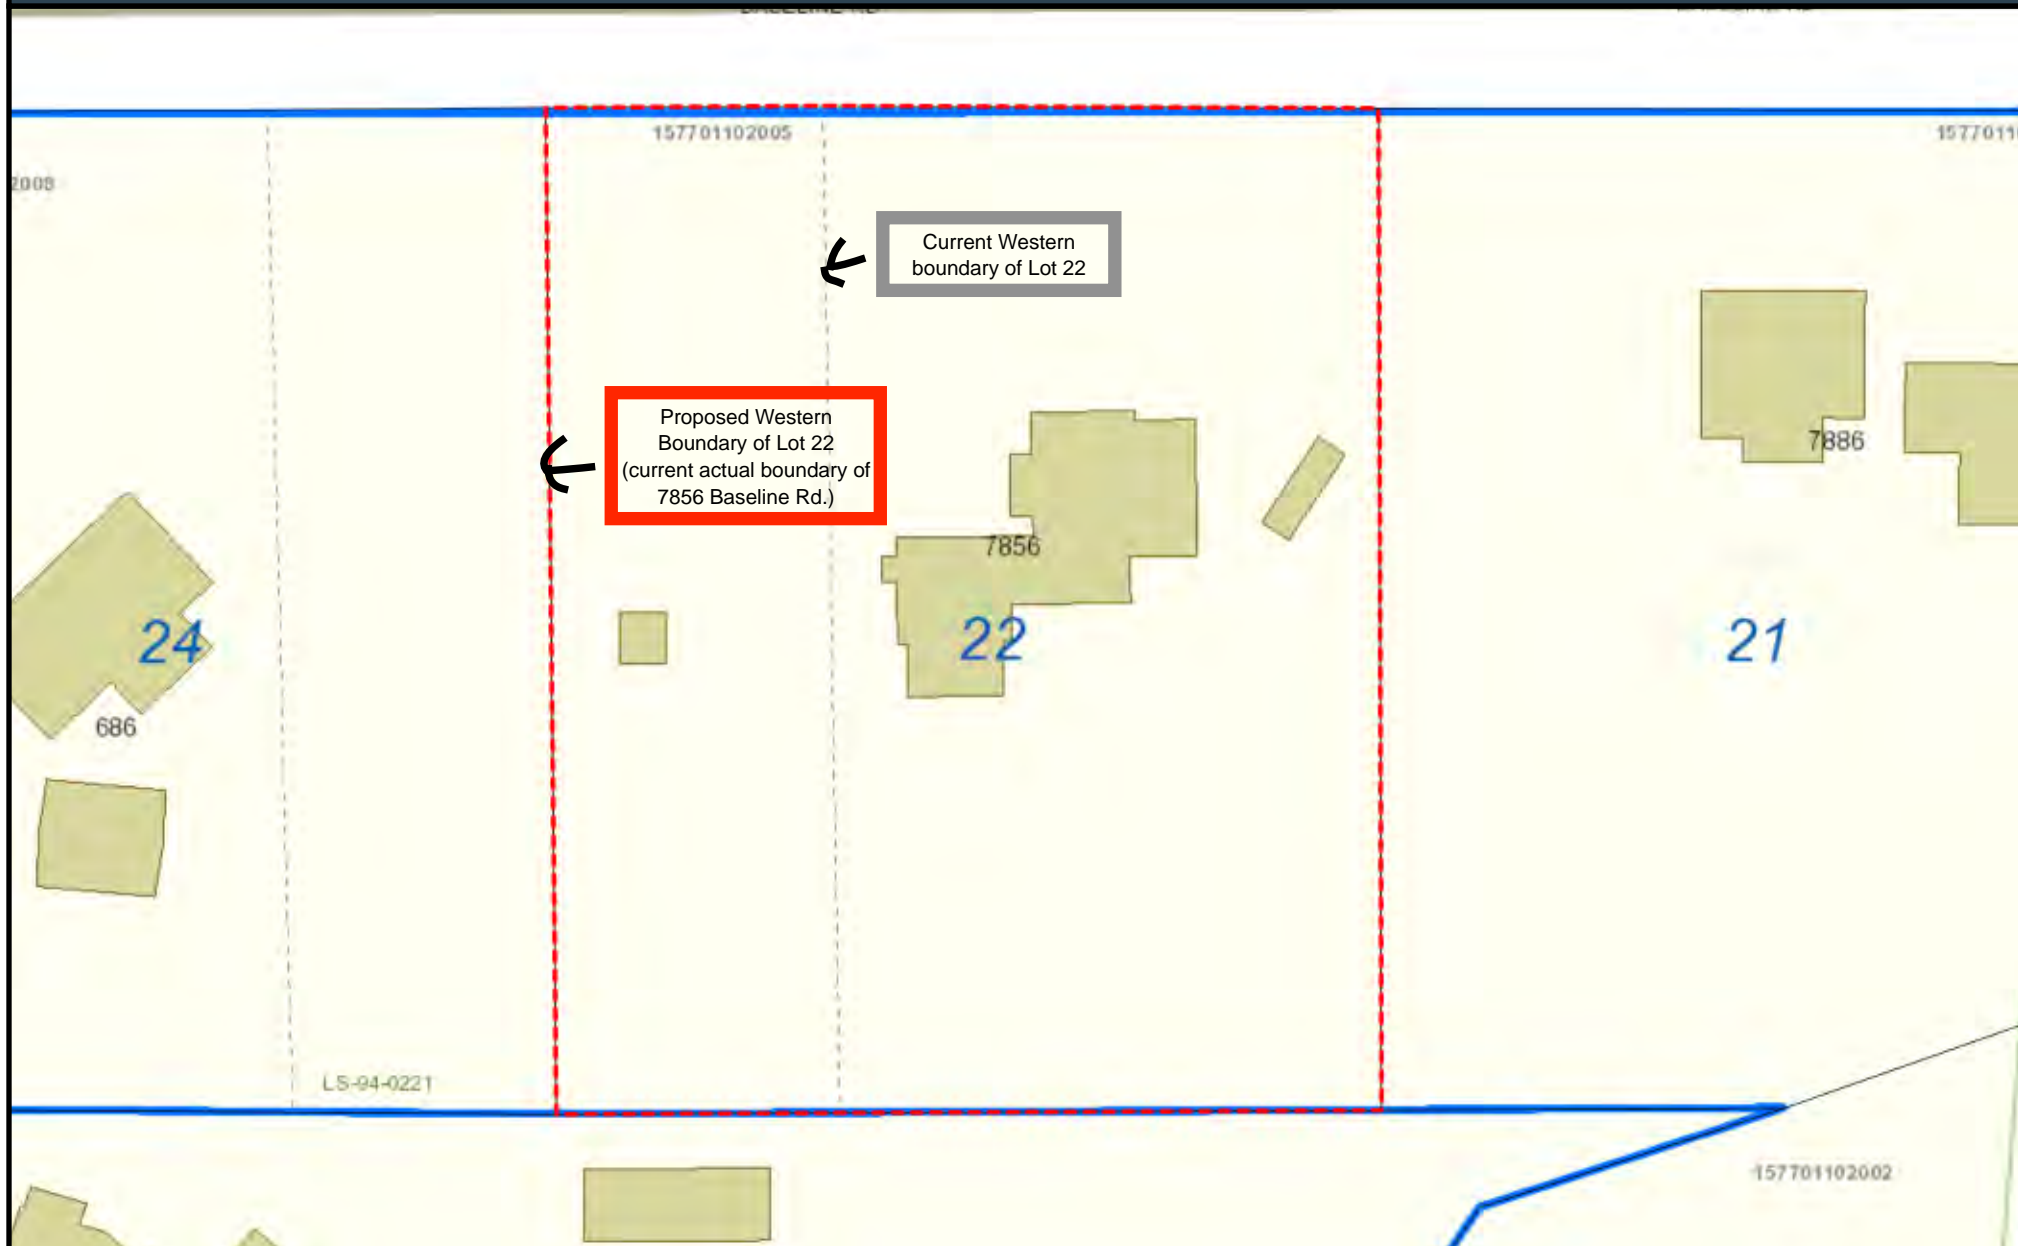 157701102005
2009
Current Western
boundary of Lot 22
Proposed Western
Boundary of Lot 22
(current actual boundary of
7856 Baseline Rd.)
7886
7856
24
22
21
686
LS-94-0221
157701102002